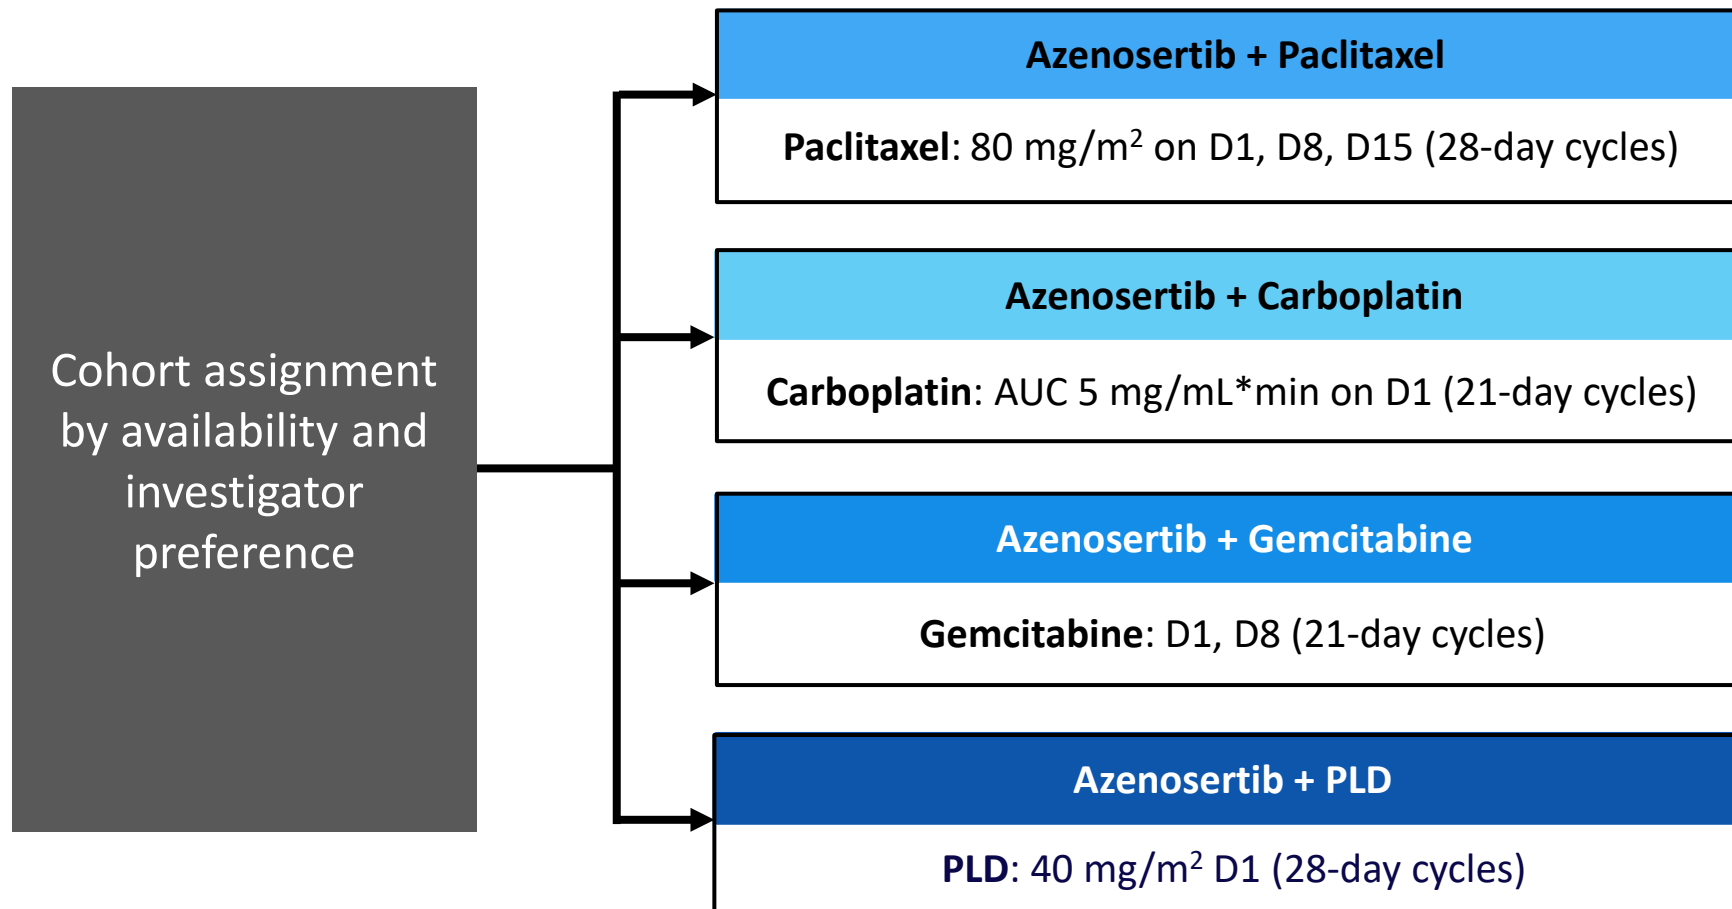 Cohort assignment
by availability and
investigator
preference
Azenosertib + Paclitaxel
Paclitaxel: 80 mg/m² on D1, D8, D15 (28-day cycles)
Azenosertib + Carboplatin
Carboplatin: AUC 5 mg/mL*min on D1 (21-day cycles)
Azenosertib + Gemcitabine
Gemcitabine: D1, D8 (21-day cycles)
Azenosertib + PLD
PLD: 40 mg/m² D1 (28-day cycles)